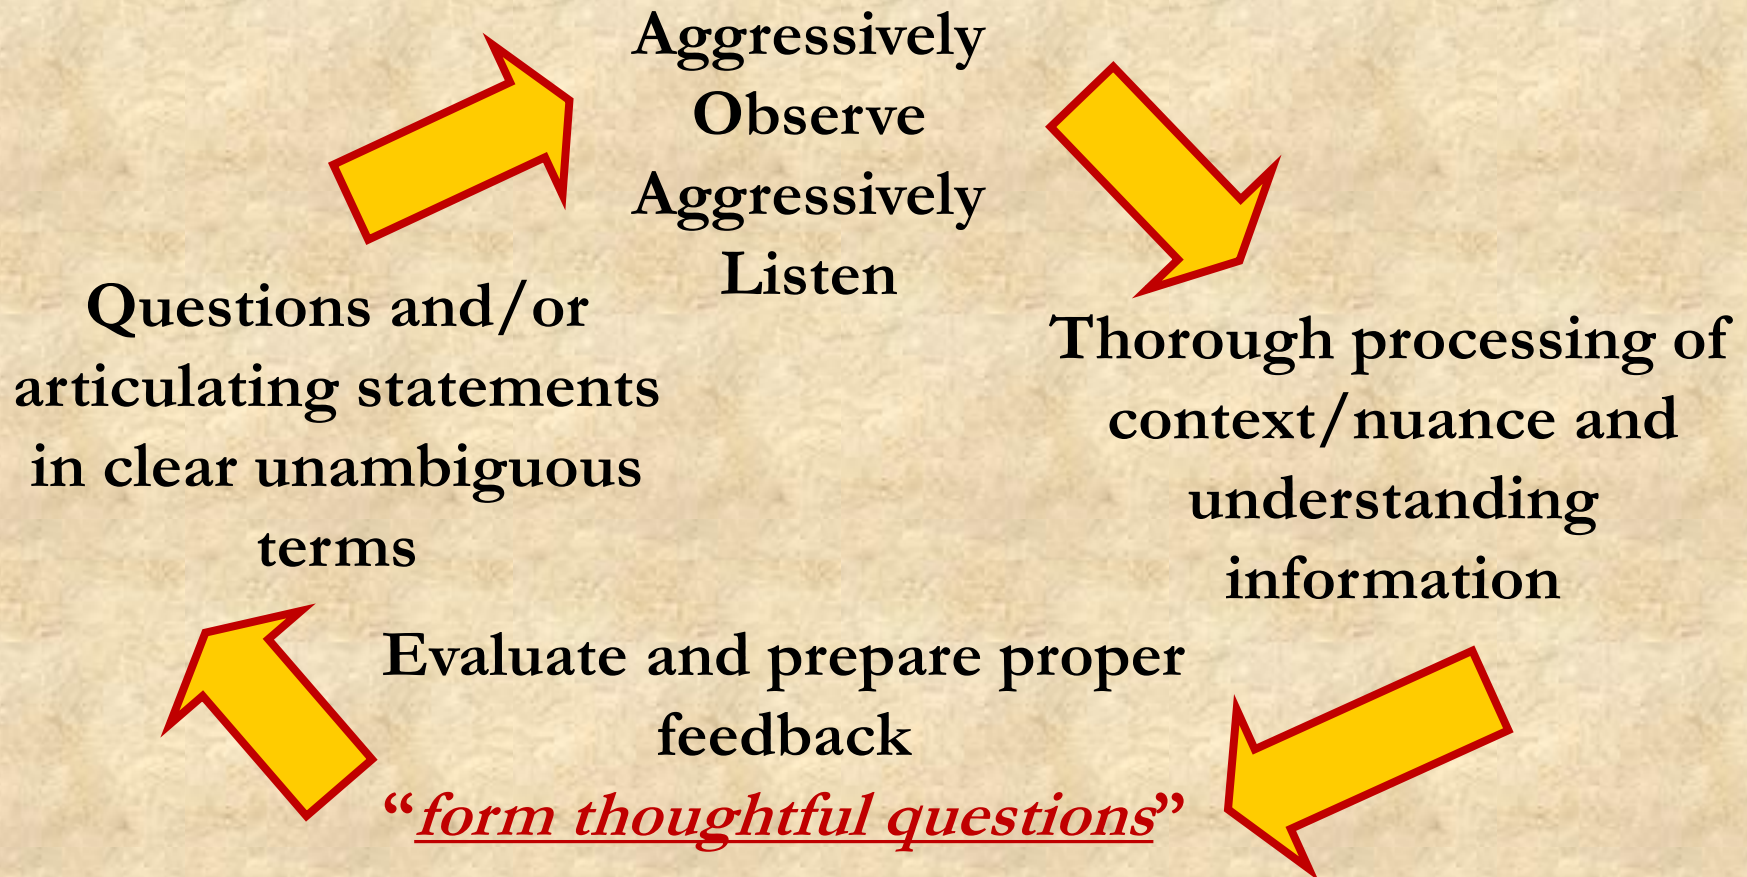 Aggressively
Observe
Aggressively
Listen
Thorough processing of
context/nuance and
understanding
information
Evaluate and prepare proper
feedback
“form thoughtful questions”
Questions and/or
articulating statements
in clear unambiguous
terms